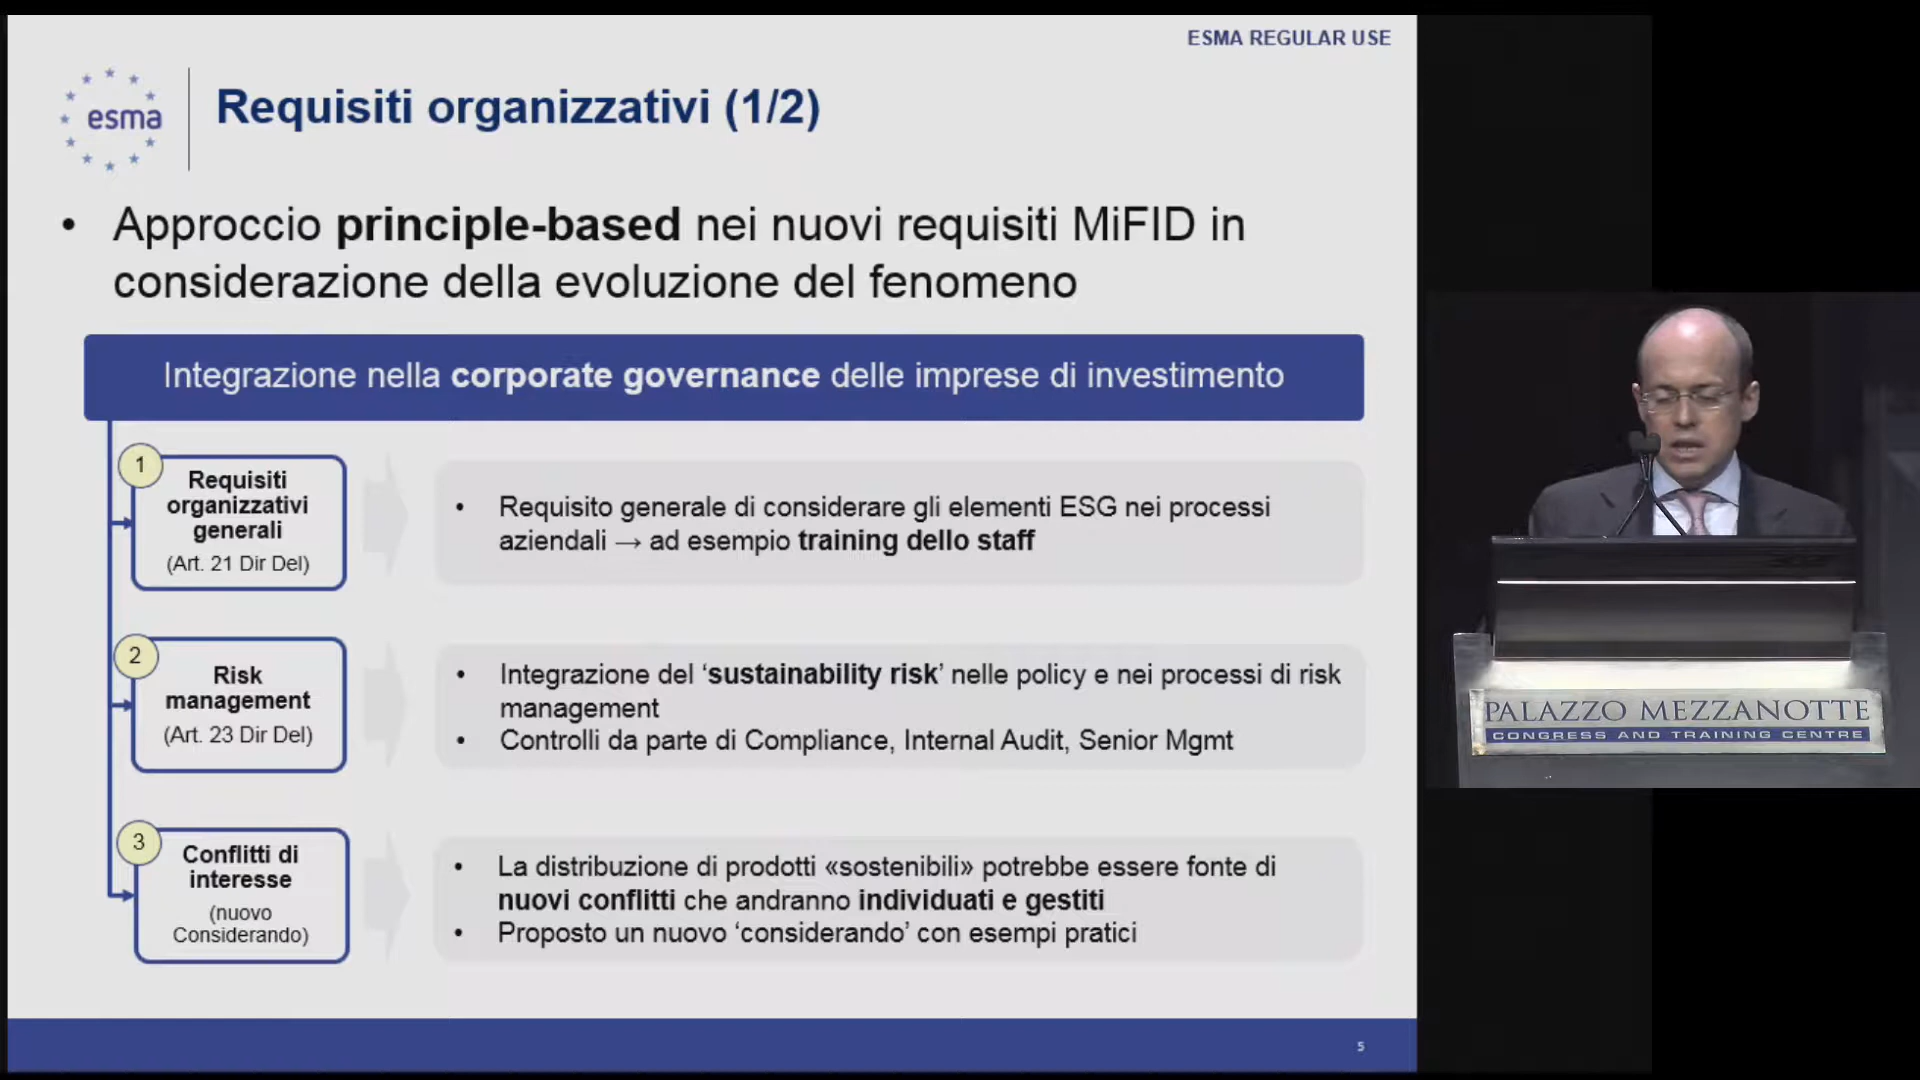 ESMA REGULAR USE
esma
Requisiti organizzativi (1/2)
• Approccio principle-based nei nuovi requisiti MiFID in
considerazione della evoluzione del fenomeno
Integrazione nella corporate governance delle imprese di investimento
1
Requisiti
organizzativi
generali
(Art. 21 Dir Del)
• Requisito generale di considerare gli elementi ESG nei processi
aziendali → ad esempio training dello staff
2
Risk
management
(Art. 23 Dir Del)
• Integrazione del ‘sustainability risk’ nelle policy e nei processi di risk
management
• Controlli da parte di Compliance, Internal Audit, Senior Mgmt
3
Conflitti di
interesse
(nuovo
Considerando)
• La distribuzione di prodotti «sostenibili» potrebbe essere fonte di
nuovi conflitti che andranno individuati e gestiti
• Proposto un nuovo ‘considerando’ con esempi pratici
5
PALAZZO MEZZANOTTE
CONGRESS AND TRAINING CENTRE